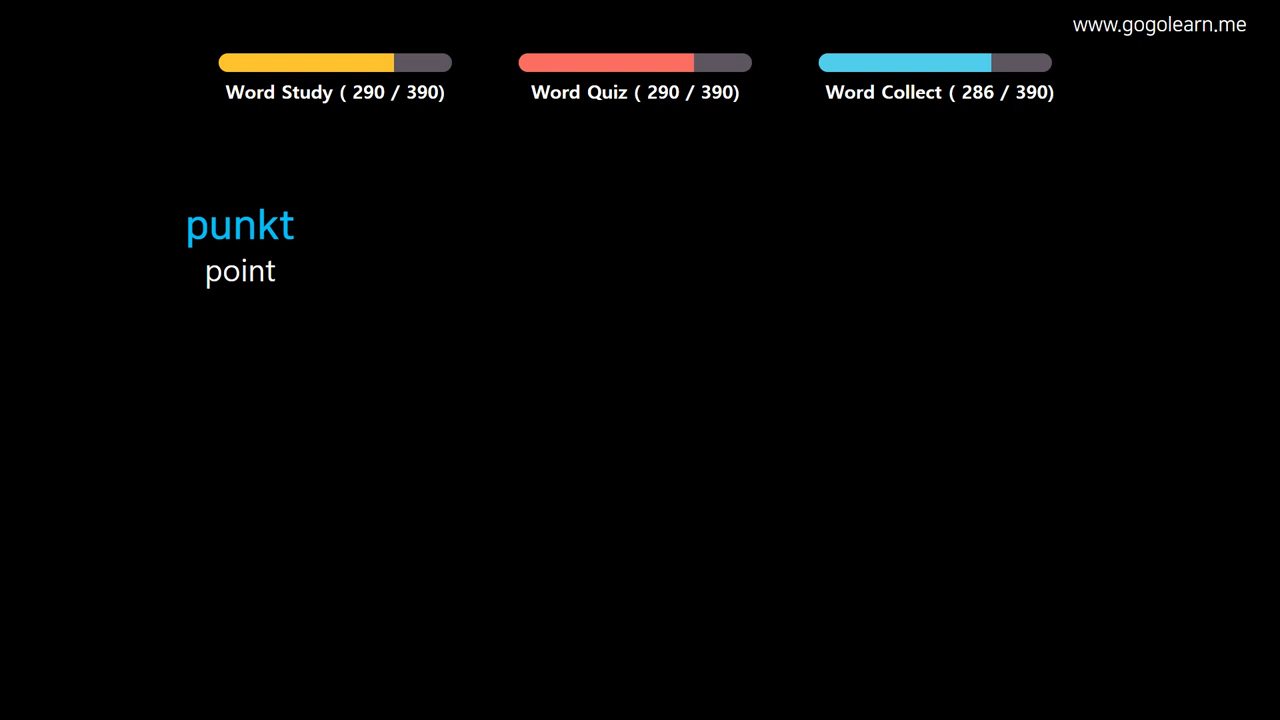 www.gogolearn.me
Word Study ( 290 / 390)
Word Quiz ( 290 / 390)
Word Collect ( 286 / 390)
punkt
point